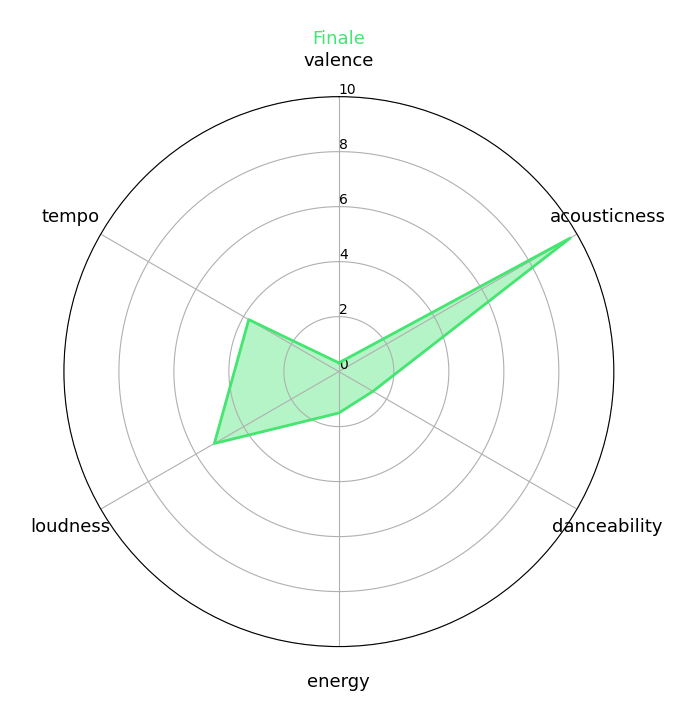 Finale
valence
10
8
tempo
6
acousticness
4
2
0
loudness
danceability
energy